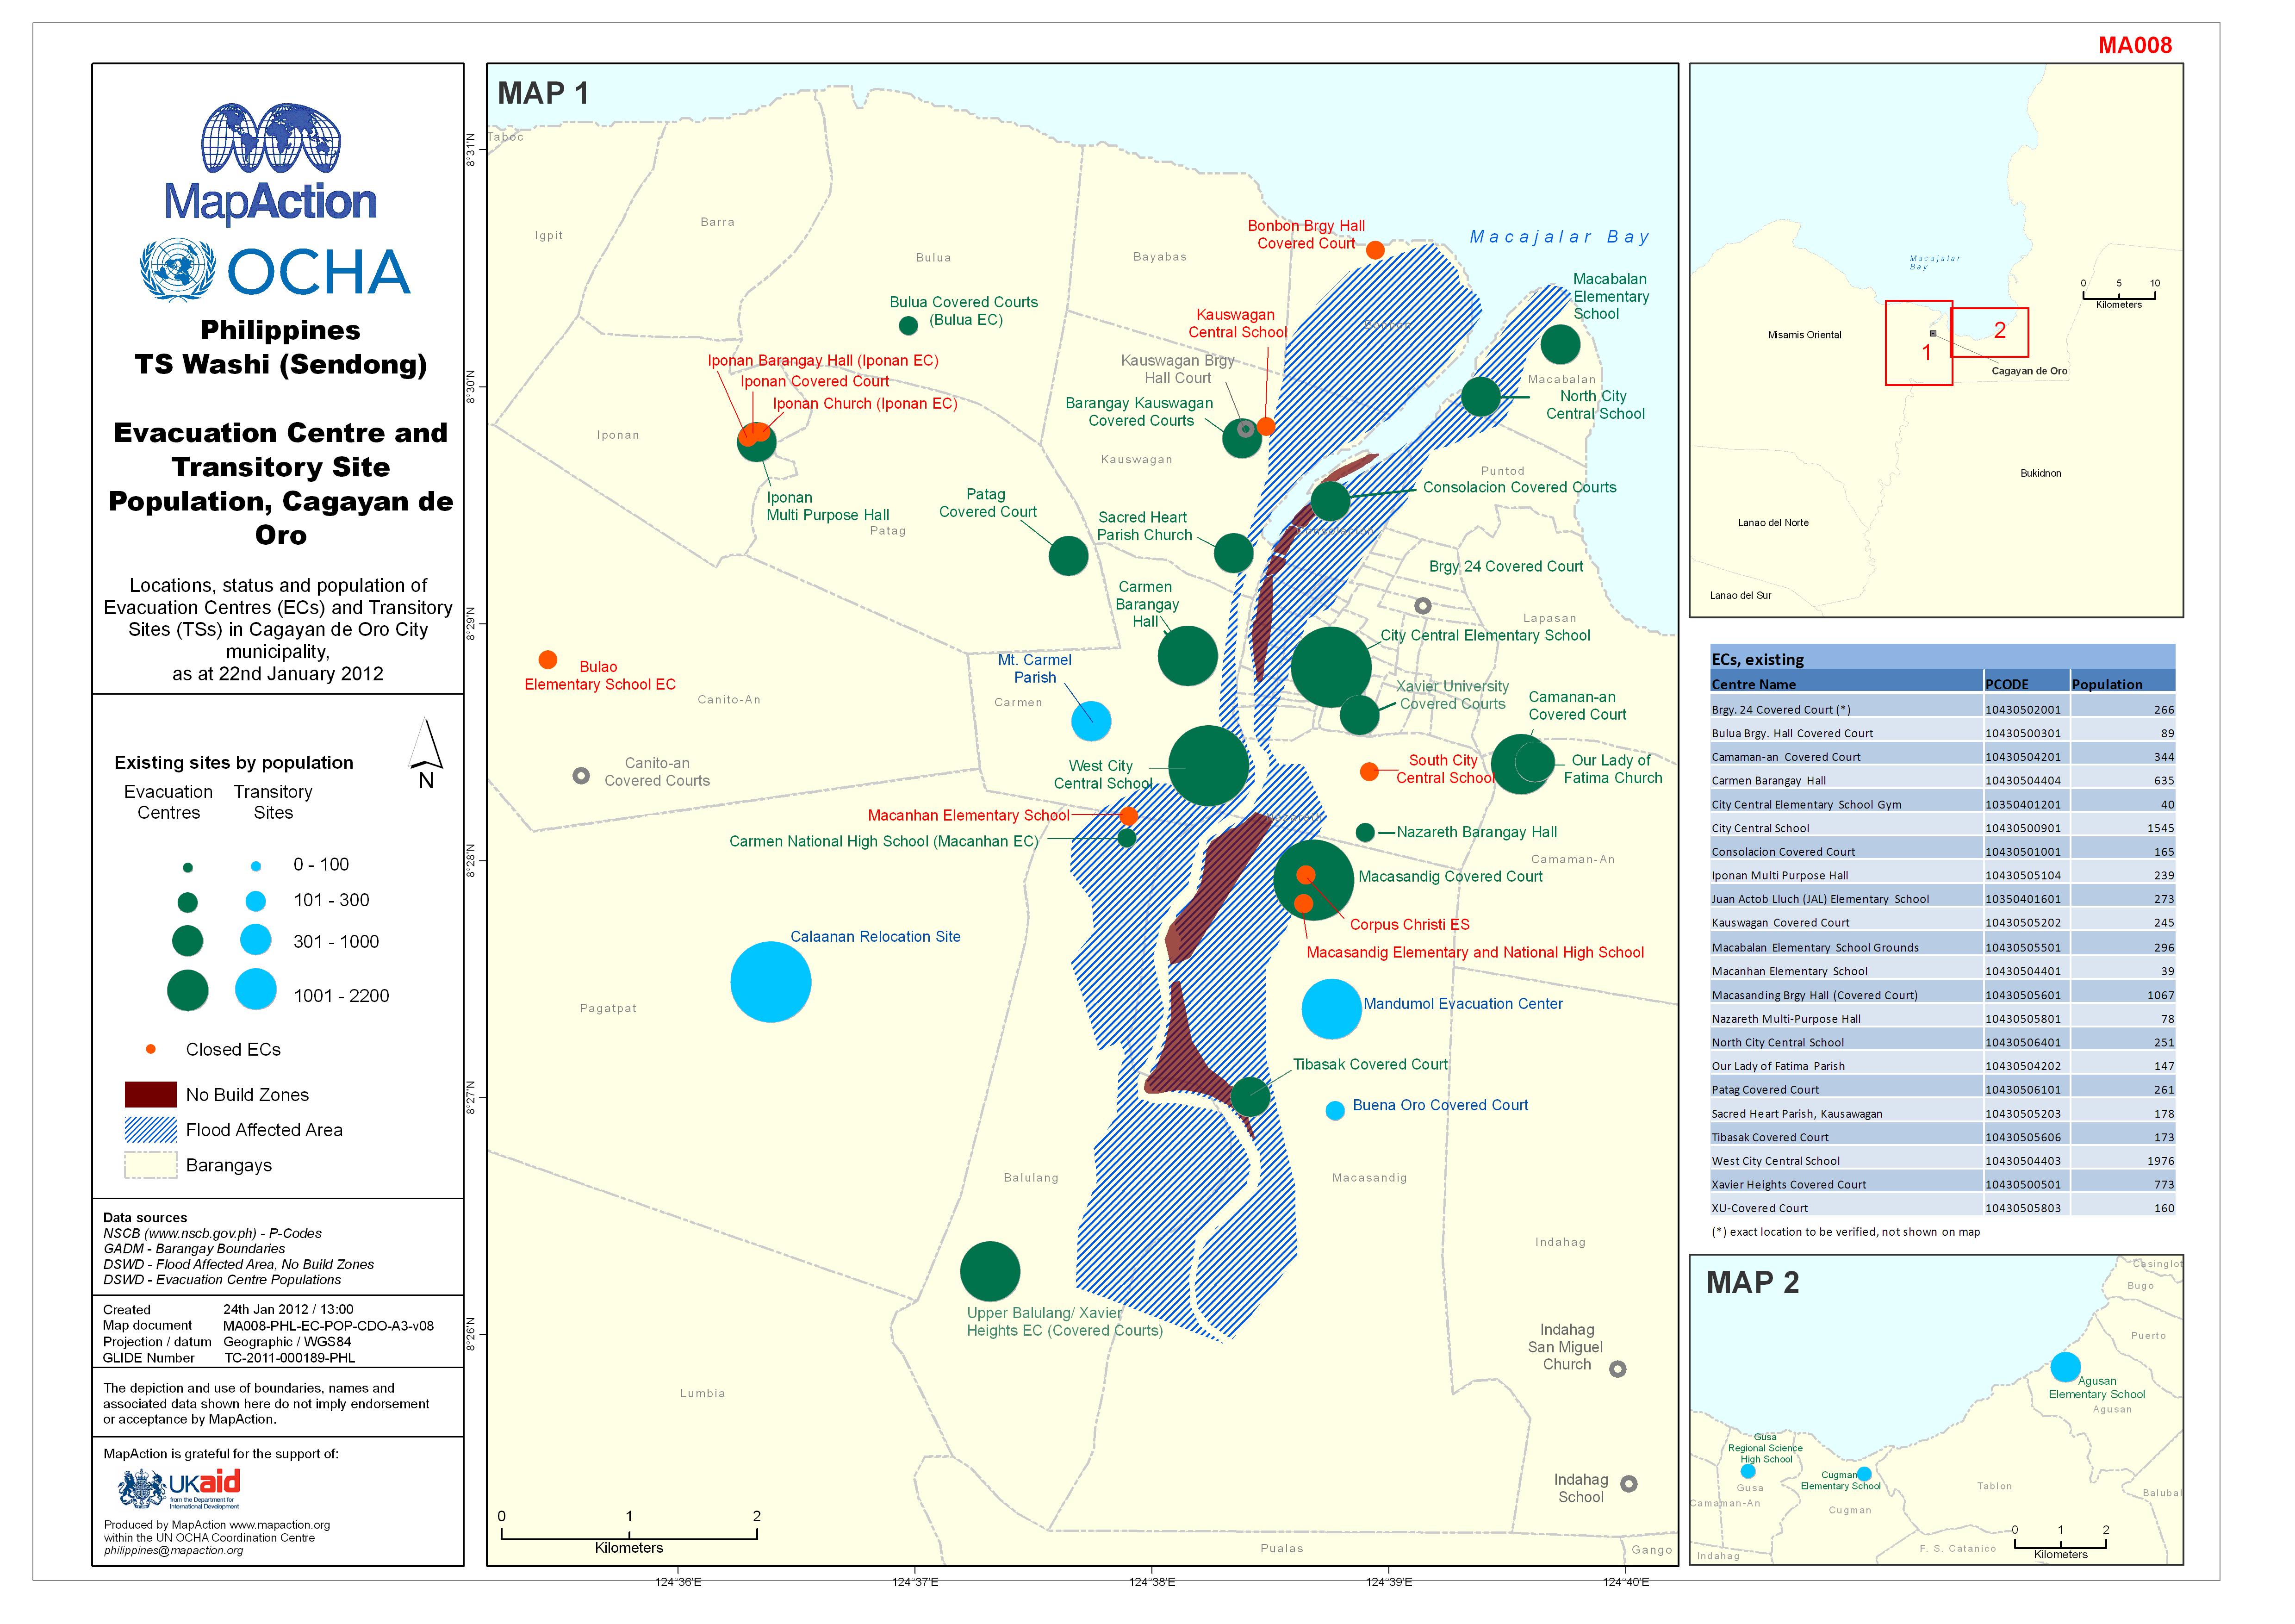 MA008
MapAction
OCHA
Philippines
TS Washi (Sendong)
Evacuation Centre and
Transitory Site
Population, Cagayan de
Oro
Locations, status and population of
Evacuation Centres (ECs) and Transitory
Sites (TSs) in Cagayan de Oro City
municipality,
as at 22nd January 2012
N
Existing sites by population
Evacuation Centres
Transitory Sites
0 - 100
101 - 300
301 - 1000
1001 - 2200
Closed ECs
No Build Zones
Flood Affected Area
Barangays
Data sources
NSCB (www.nscb.gov.ph) - P-Codes
GADM - Barangay Boundaries
DSWD - Flood Affected Area, No Build Zones
DSWD - Evacuation Centre Populations
Created 24th Jan 2012 / 13:00
Map document MA008-PHL-EC-POP-CDO-A3-v08
Projection / datum Geographic / WGS84
GLIDE Number TC-2011-000189-PHL
The depiction and use of boundaries, names and
associated data shown here do not imply endorsement
or acceptance by MapAction.
MapAction is grateful for the support of:
UKaid
from the Department for
International Development
Produced by MapAction www.mapaction.org
within the UN OCHA Coordination Centre
philippines@mapaction.org
MAP 1
8°31'N
8°30'N
8°29'N
8°28'N
8°27'N
8°26'N
124°36'E
124°37'E
124°38'E
124°39'E
124°40'E
Taboc
Igpit
Barra
Bulua
Bayabas
Bonbon Brgy Hall
Covered Court
Macajalar Bay
Macabalan
Elementary
School
Bulua Covered Courts
(Bulua EC)
Kauswagan
Central School
Iponan Barangay Hall (Iponan EC)
Iponan Covered Court
Iponan Church (Iponan EC)
Kauswagan Brgy
Hall Court
Barangay Kauswagan
Covered Courts
Macabalan
North City
Central School
Iponan
Kauswagan
Puntod
Iponan
Multi Purpose Hall
Patag
Covered Court
Consolacion Covered Courts
Sacred Heart
Parish Church
Patag
Brgy 24 Covered Court
Carmen
Barangay
Hall
Lapasan
City Central Elementary School
Bulao
Elementary School EC
Mt. Carmel
Parish
Canito-An
Carmen
Xavier University
Covered Courts
Camanan-an
Covered Court
Canito-an
Covered Courts
West City
Central School
South City
Central School
Our Lady of
Fatima Church
Macanhan Elementary School
Carmen National High School (Macanhan EC)
Nazareth Barangay Hall
Camaman-An
Macasandig Covered Court
Corpus Christi ES
Macasandig Elementary and National High School
Calaanan Relocation Site
Pagatpat
Mandumol Evacuation Center
Tibasak Covered Court
Buena Oro Covered Court
Balulang
Macasandig
Indahag
Upper Balulang/ Xavier
Heights EC (Covered Courts)
Indahag
San Miguel
Church
Lumbia
Indahag
School
0 1 2
Kilometers
Pualas
Gango
Macajalar
Bay
0 5 10
Kilometers
Misamis Oriental
1
2
Cagayan de Oro
Bukidnon
Lanao del Norte
Lanao del Sur
ECs, existing
Centre Name PCODE Population
Brgy. 24 Covered Court (*) 10430502001 266
Bulua Brgy. Hall Covered Court 10430500301 89
Camaman-an Covered Court 10430504201 344
Carmen Barangay Hall 10430504404 635
City Central Elementary School Gym 10350401201 40
City Central School 10430500901 1545
Consolacion Covered Court 10430501001 165
Iponan Multi Purpose Hall 10430505104 239
Juan Actob Lluch (JAL) Elementary School 10350401601 273
Kauswagan Covered Court 10430505202 245
Macabalan Elementary School Grounds 10430505501 296
Macanhan Elementary School 10430504401 39
Macasanding Brgy Hall (Covered Court) 10430505601 1067
Nazareth Multi-Purpose Hall 10430505801 78
North City Central School 10430506401 251
Our Lady of Fatima Parish 10430504202 147
Patag Covered Court 10430506101 261
Sacred Heart Parish, Kausawagan 10430505203 178
Tibasak Covered Court 10430505606 173
West City Central School 10430504403 1976
Xavier Heights Covered Court 10430500501 773
XU-Covered Court 10430505803 160
(*) exact location to be verified, not shown on map
MAP 2
Casinglot
Bugo
Puerto
Agusan
Elementary School
Agusan
Gusa
Regional Science
High School
Gusa
Cugman
Elementary School
Cugman
Tablon
Balubal
Camaman-An
Indahag
F. S. Catanico
0 1 2
Kilometers